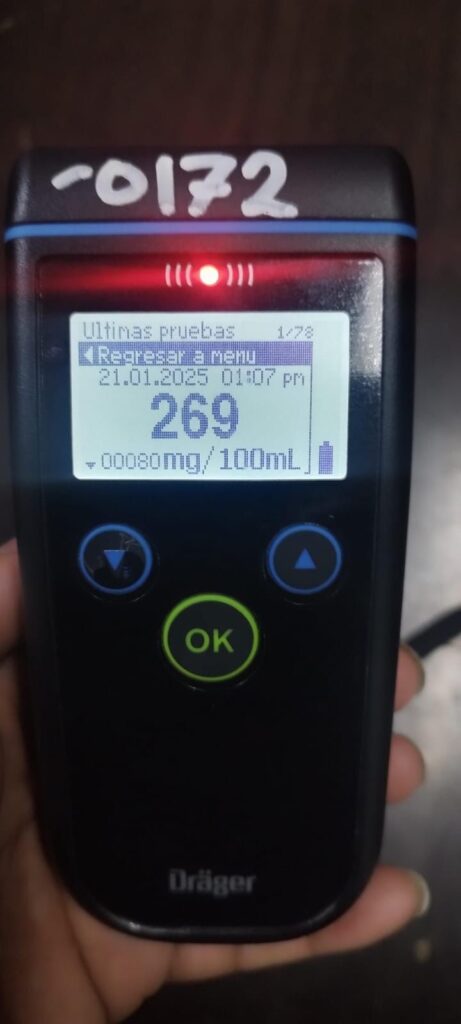 -0172
Ultimas pruebas 1/78
Regresar a menu
21.01.2025 01:07 pm
269
00080 mg/100mL
OK
Dräger